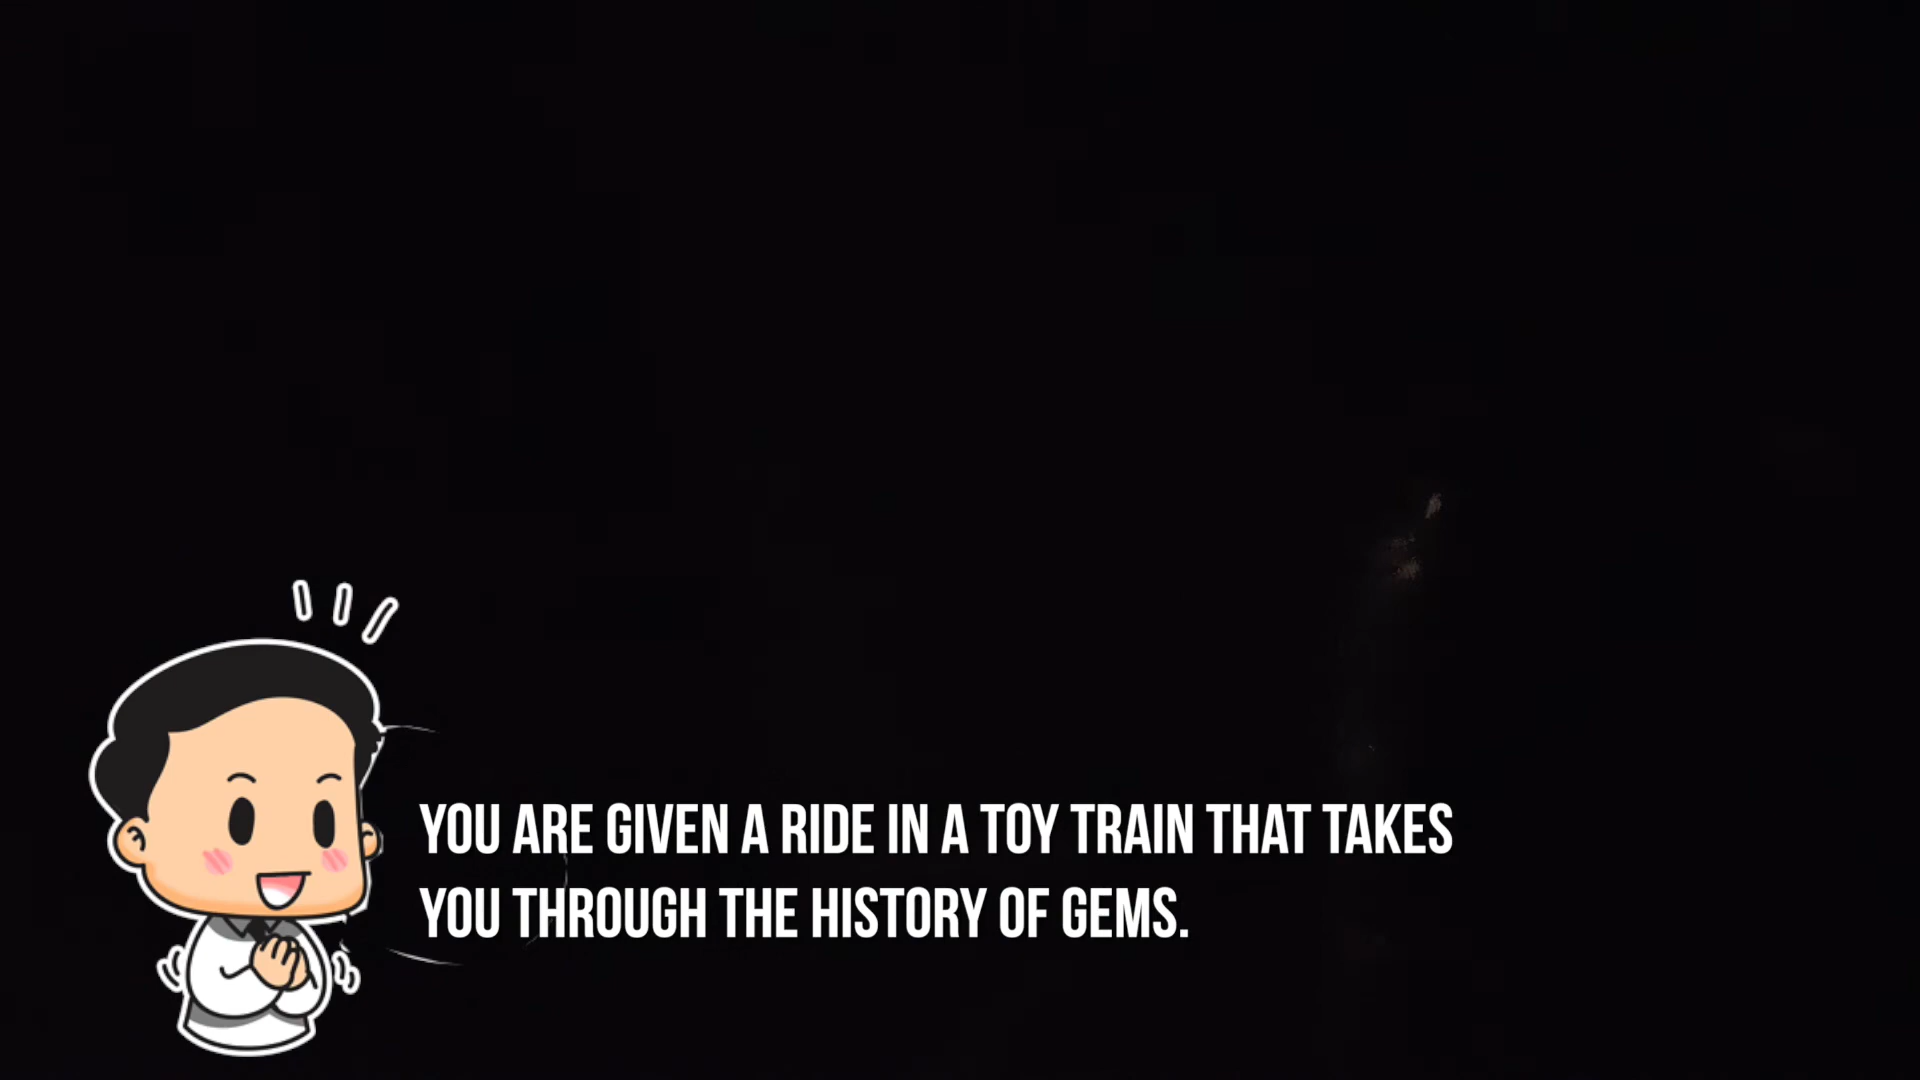 YOU ARE GIVEN A RIDE IN A TOY TRAIN THAT TAKES
YOU THROUGH THE HISTORY OF GEMS.